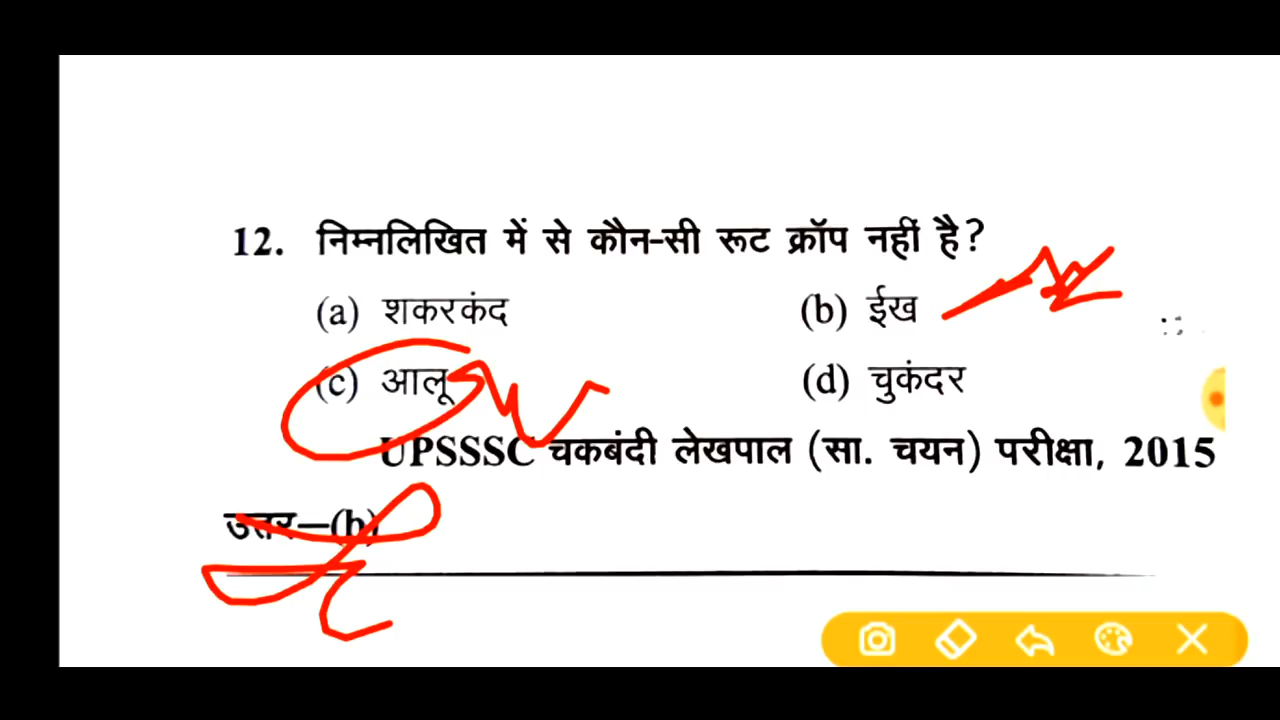 12. निम्नलिखित में से कौन-सी रूट क्रॉप नहीं है?
(a) शकरकंद (b) ईख
(c) आलू (d) चुकंदर
UPSSSC चकबंदी लेखपाल (सा. चयन) परीक्षा, 2015
उत्तर—(b)